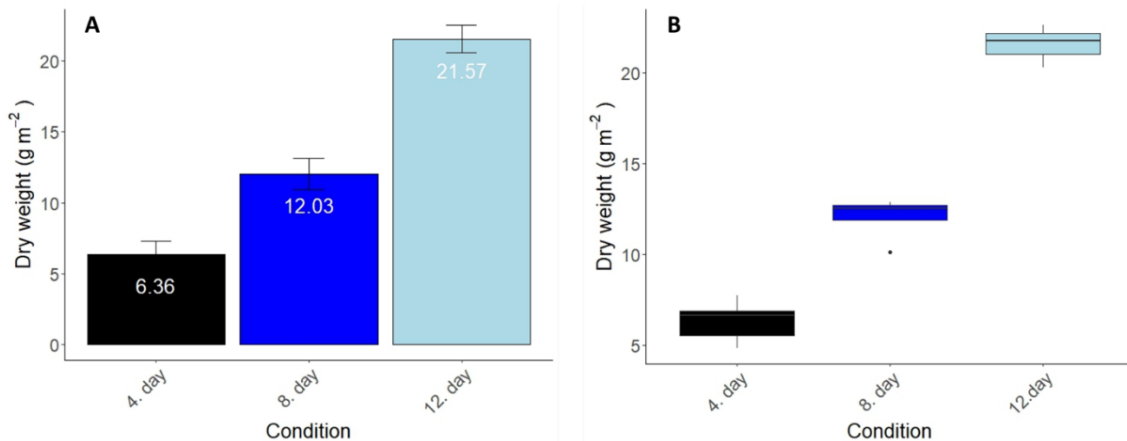 A
Dry weight (g m⁻²)
20
15
10
5
0
6.36
12.03
21.57
4. day
8. day
12. day
Condition
B
Dry weight (g m⁻²)
20
15
10
5
4. day
8. day
12.day
Condition